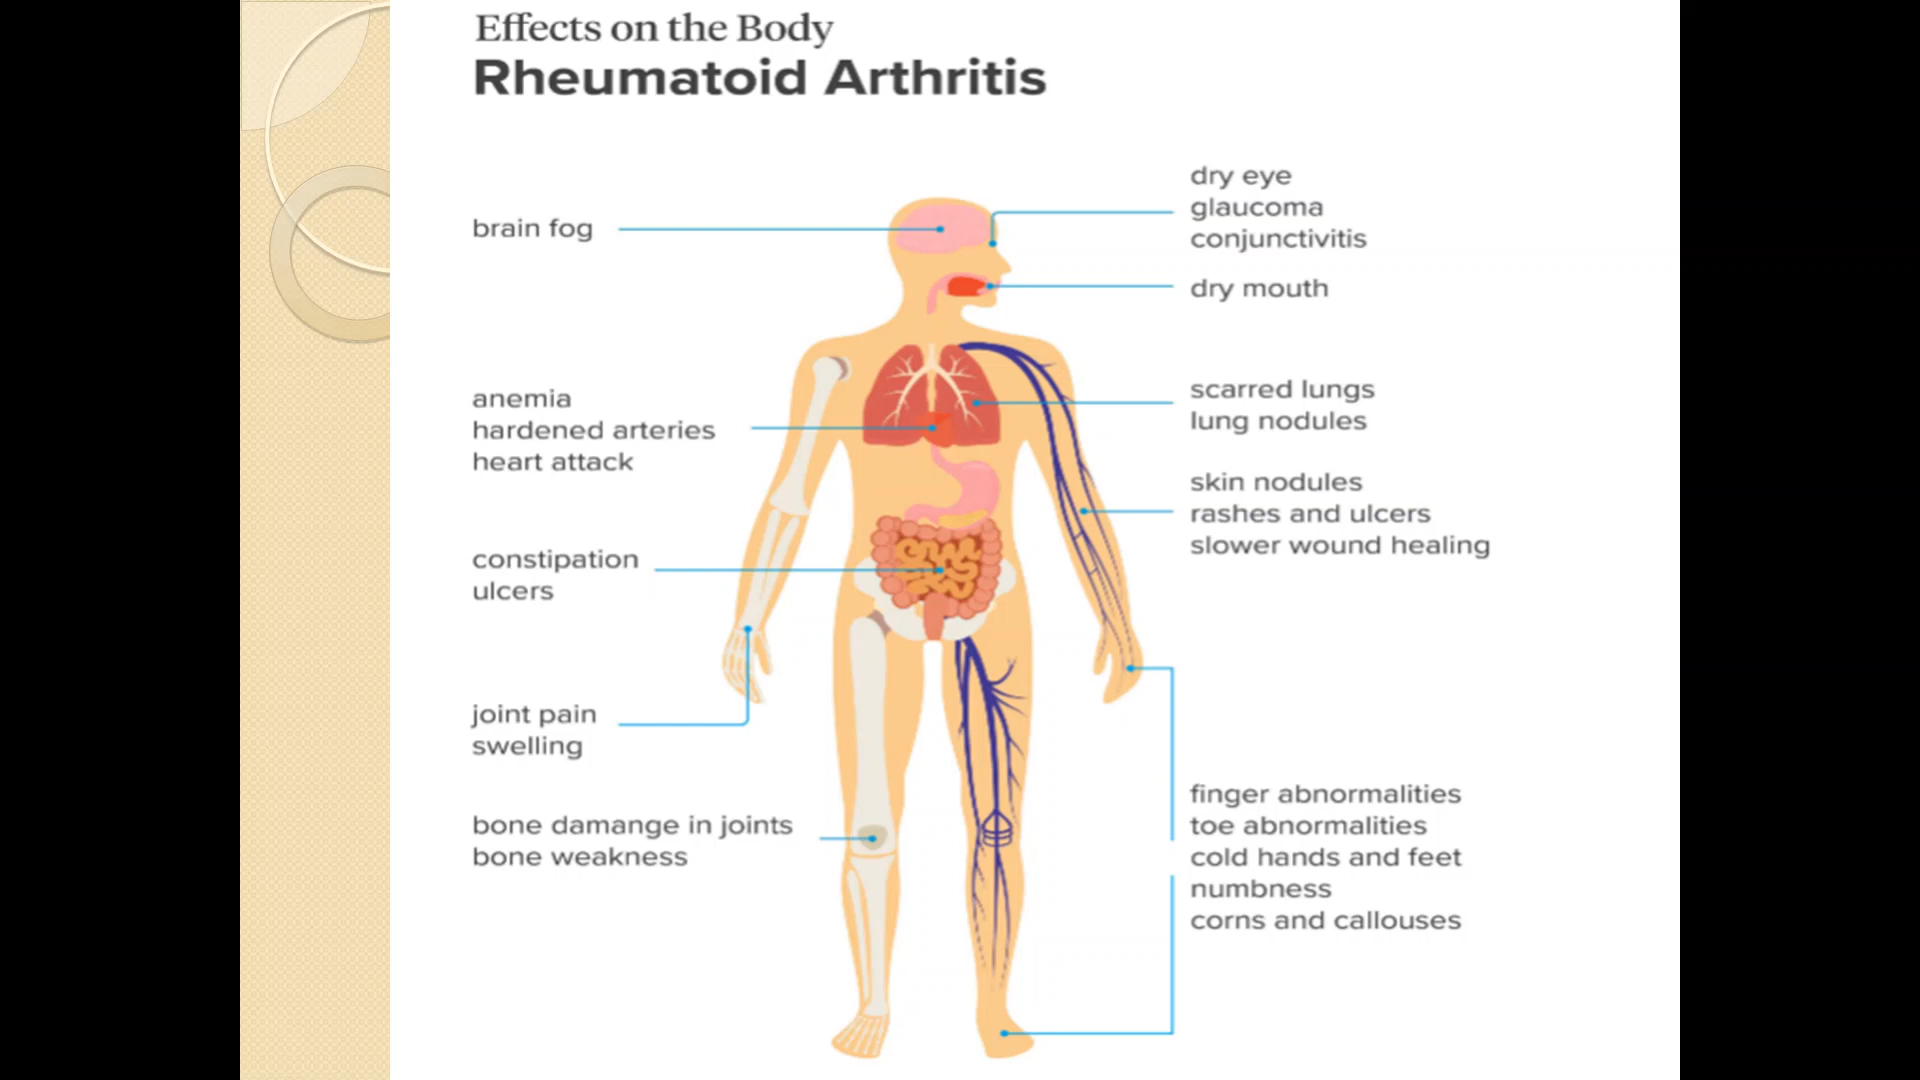 Effects on the Body
Rheumatoid Arthritis
brain fog
anemia
hardened arteries
heart attack
constipation
ulcers
joint pain
swelling
bone damange in joints
bone weakness
dry eye
glaucoma
conjunctivitis
dry mouth
scarred lungs
lung nodules
skin nodules
rashes and ulcers
slower wound healing
finger abnormalities
toe abnormalities
cold hands and feet
numbness
corns and callouses